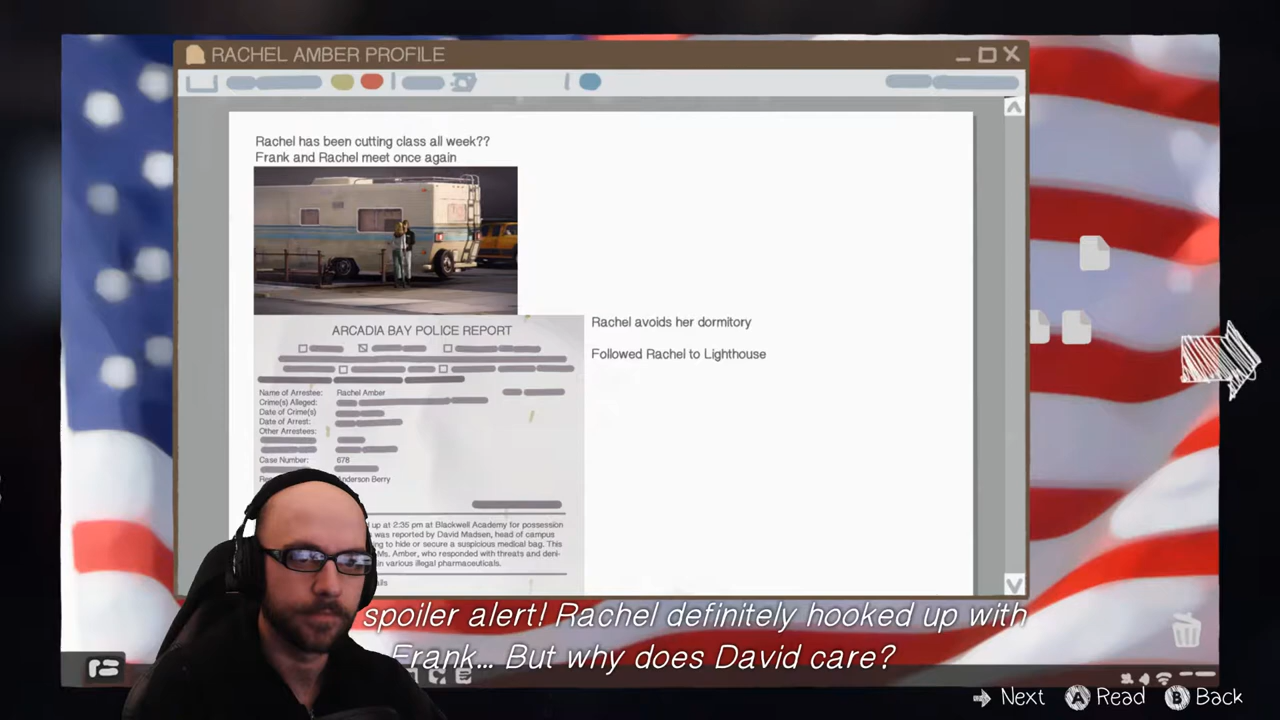 RACHEL AMBER PROFILE
Rachel has been cutting class all week??
Frank and Rachel meet once again
ARCADIA BAY POLICE REPORT
Rachel avoids her dormitory
Followed Rachel to Lighthouse
Name of Arrestee: Rachel Amber
Crime(s) Alleged:
Date of Crime(s)
Date of Arrest:
Other Arrestees:
Case Number: 678
Anderson Berry
up at 2:35 pm at Blackwell Academy for possession
was reported by David Madsen, head of campus
to hide or secure a suspicious medical bag. This
Ms. Amber, who responded with threats and deni-
in various illegal pharmaceuticals.
spoiler alert! Rachel definitely hooked up with
Frank... But why does David care?
Next A Read B Back